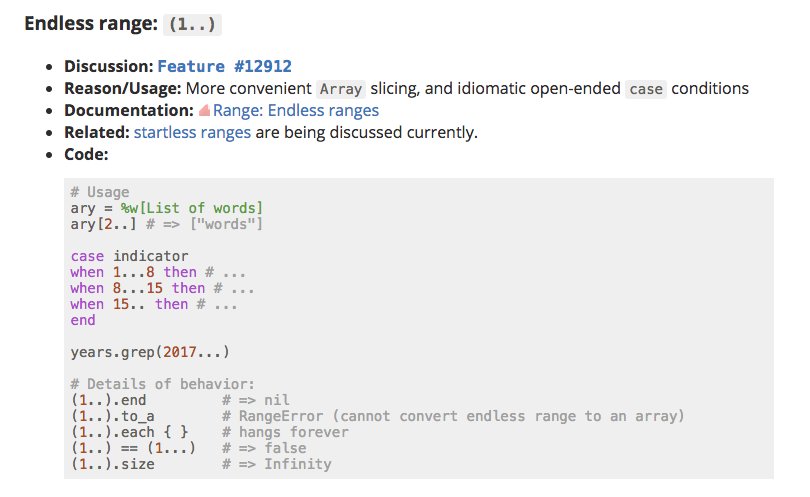 Endless range: (1..)
• Discussion: Feature #12912
• Reason/Usage: More convenient Array slicing, and idiomatic open-ended case conditions
• Documentation: Range: Endless ranges
• Related: startless ranges are being discussed currently.
• Code:
# Usage
ary = %w[List of words]
ary[2..] # => ["words"]

case indicator
when 1...8 then # ...
when 8...15 then # ...
when 15.. then # ...
end

years.grep(2017...)

# Details of behavior:
(1..).end         # => nil
(1..).to_a        # RangeError (cannot convert endless range to an array)
(1..).each { }    # hangs forever
(1..) == (1...)   # => false
(1..).size        # => Infinity